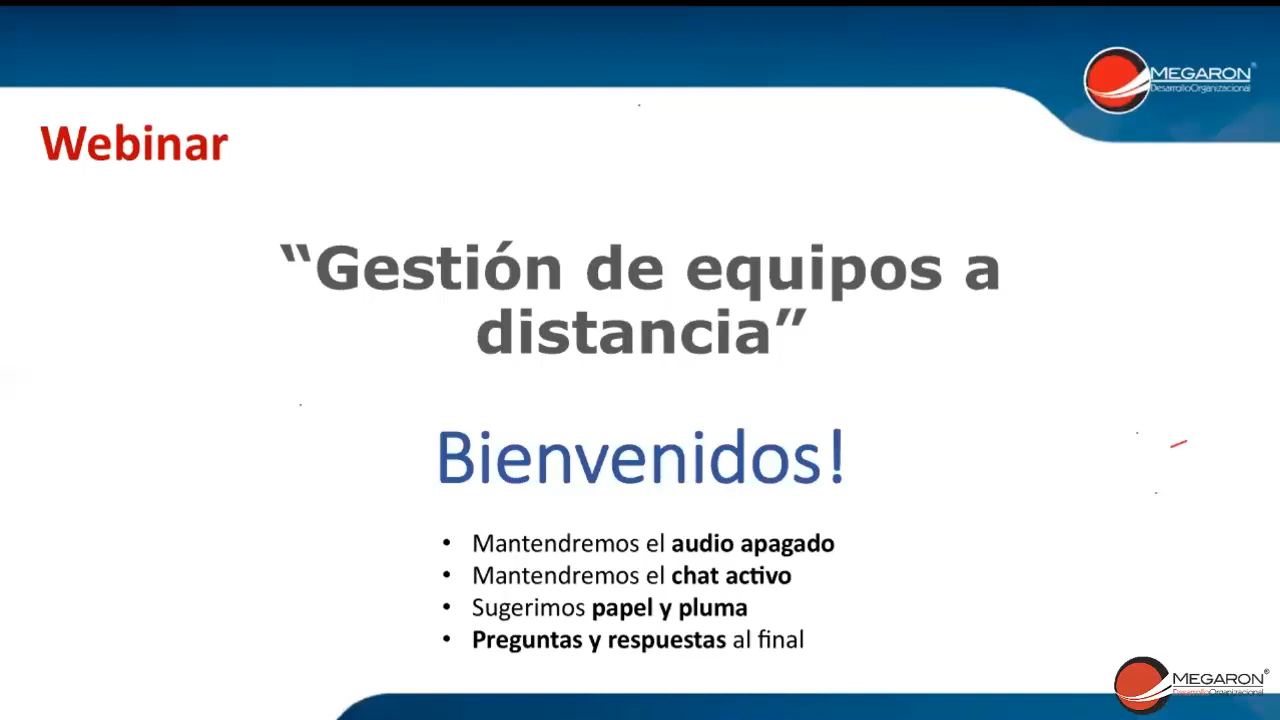 MEGARON®
DesarrolloOrganizacional
Webinar
“Gestión de equipos a
distancia”
Bienvenidos!
• Mantendremos el audio apagado
• Mantendremos el chat activo
• Sugerimos papel y pluma
• Preguntas y respuestas al final
MEGARON®
DesarrolloOrganizacional